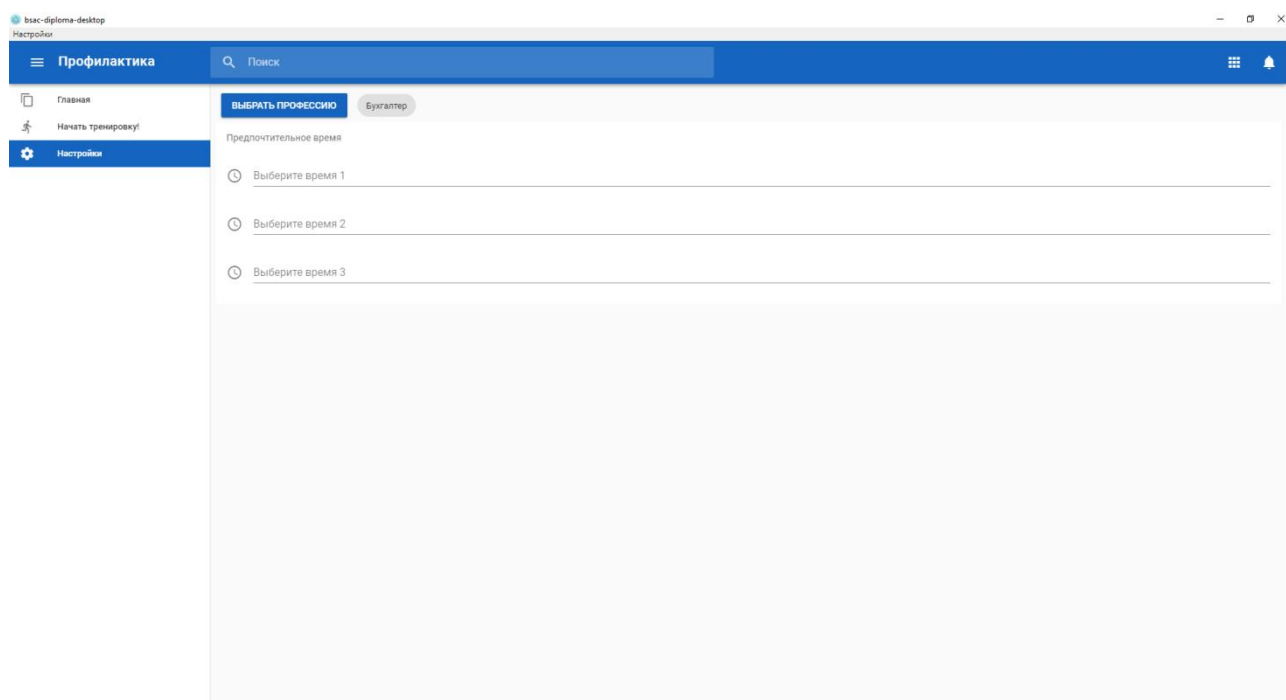 bsac-diploma-desktop
Настройки
Профилактика
Поиск
Главная
Начать тренировку!
Настройки
ВЫБРАТЬ ПРОФЕССИЮ
Бухгалтер
Предпочтительное время
Выберите время 1
Выберите время 2
Выберите время 3